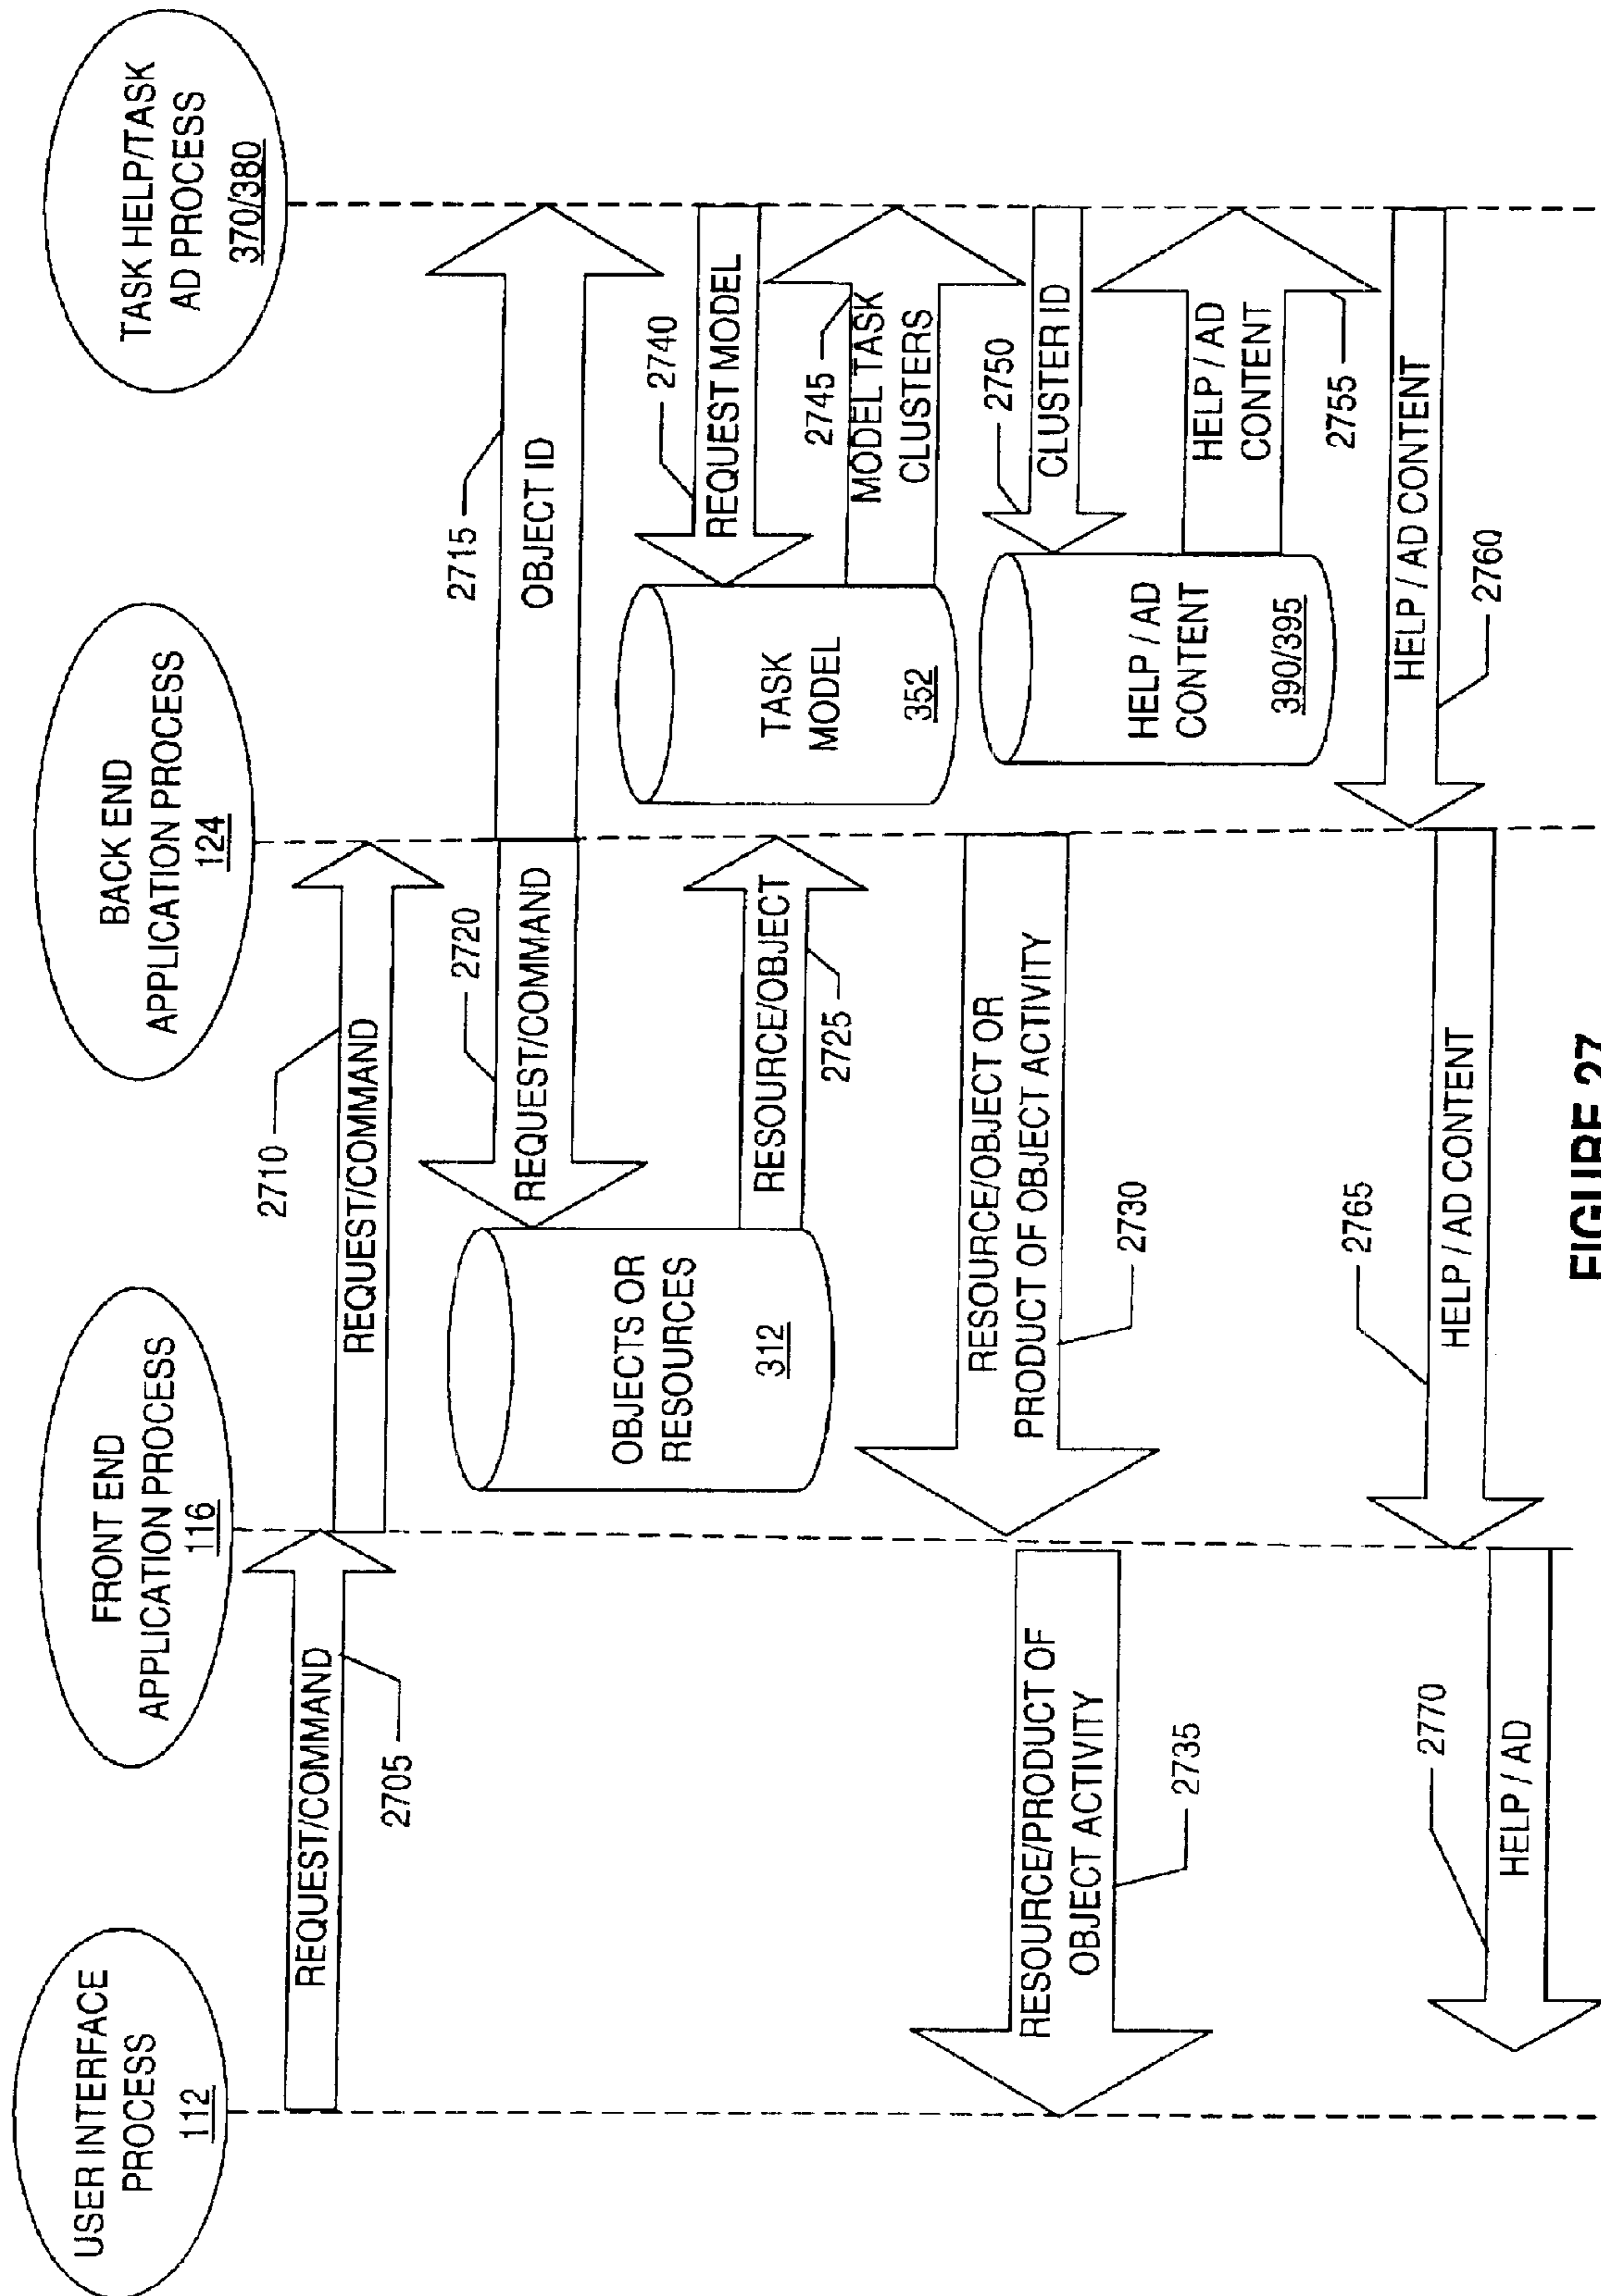 USER INTERFACE
PROCESS
112
FRONT END
APPLICATION PROCESS
116
BACK END
APPLICATION PROCESS
124
TASK HELP/TASK
AD PROCESS
370/380
REQUEST/COMMAND
2705
2710
REQUEST/COMMAND
2715
OBJECT ID
2720
REQUEST/COMMAND
OBJECTS OR
RESOURCES
312
RESOURCE/OBJECT
2725
2740
REQUEST MODEL
TASK
MODEL
352
2745
MODEL TASK
CLUSTERS
RESOURCE/OBJECT OR
PRODUCT OF OBJECT ACTIVITY
2730
RESOURCE/PRODUCT OF
OBJECT ACTIVITY
2735
2750
CLUSTER ID
HELP / AD
CONTENT
390/395
HELP / AD
CONTENT
2755
HELP / AD CONTENT
2760
2765
HELP / AD CONTENT
2770
HELP / AD
FIGURE 27